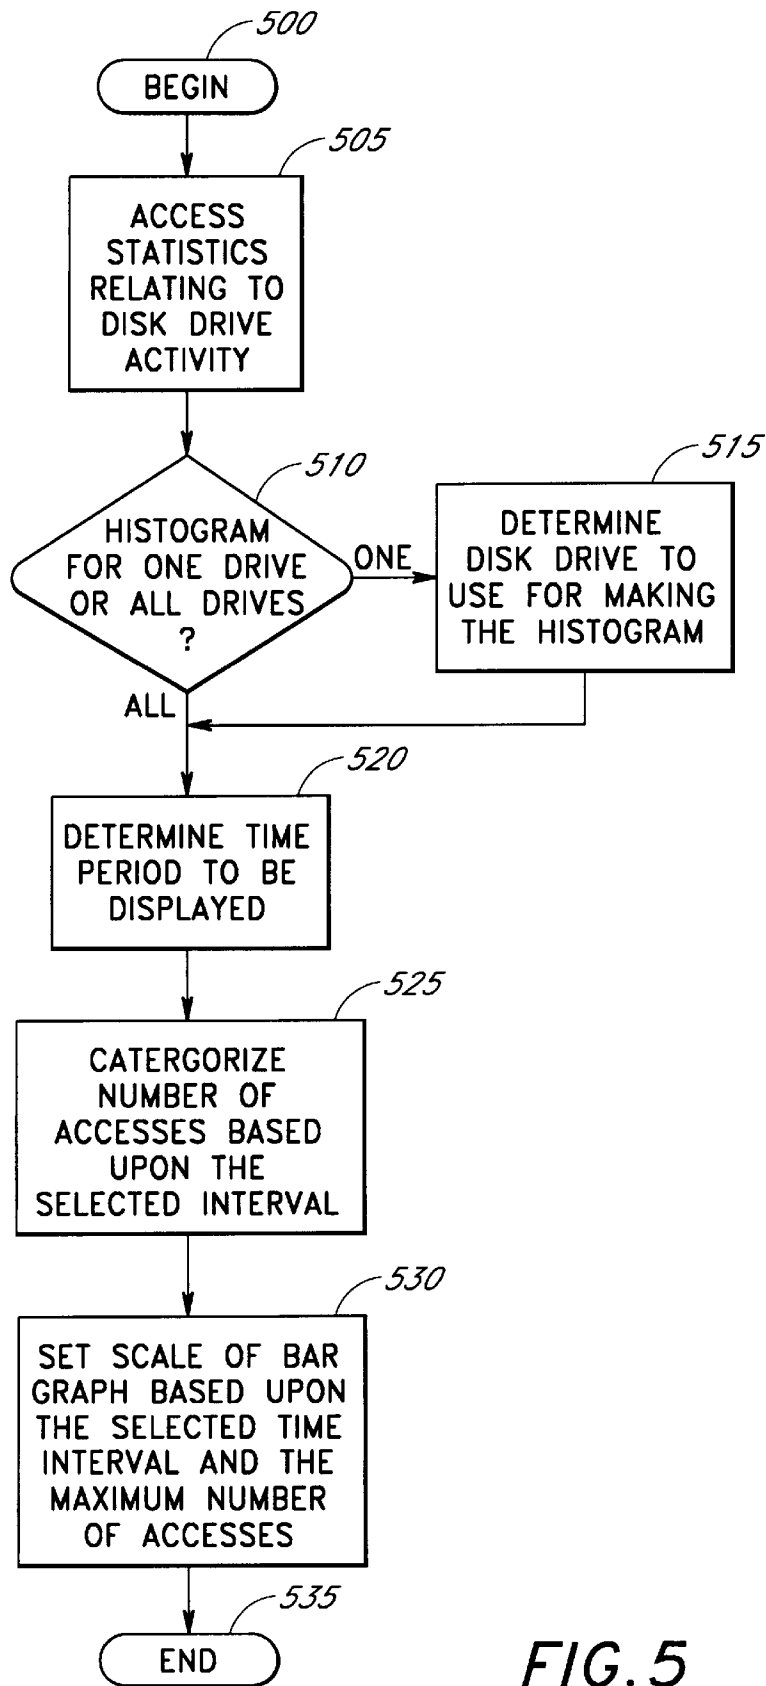 500
BEGIN
505
ACCESS
STATISTICS
RELATING TO
DISK DRIVE
ACTIVITY
510
HISTOGRAM
FOR ONE DRIVE
OR ALL DRIVES
?
ONE
515
DETERMINE
DISK DRIVE TO
USE FOR MAKING
THE HISTOGRAM
ALL
520
DETERMINE TIME
PERIOD TO BE
DISPLAYED
525
CATERGORIZE
NUMBER OF
ACCESSES BASED
UPON THE
SELECTED INTERVAL
530
SET SCALE OF BAR
GRAPH BASED UPON
THE SELECTED TIME
INTERVAL AND THE
MAXIMUM NUMBER
OF ACCESSES
535
END
FIG. 5